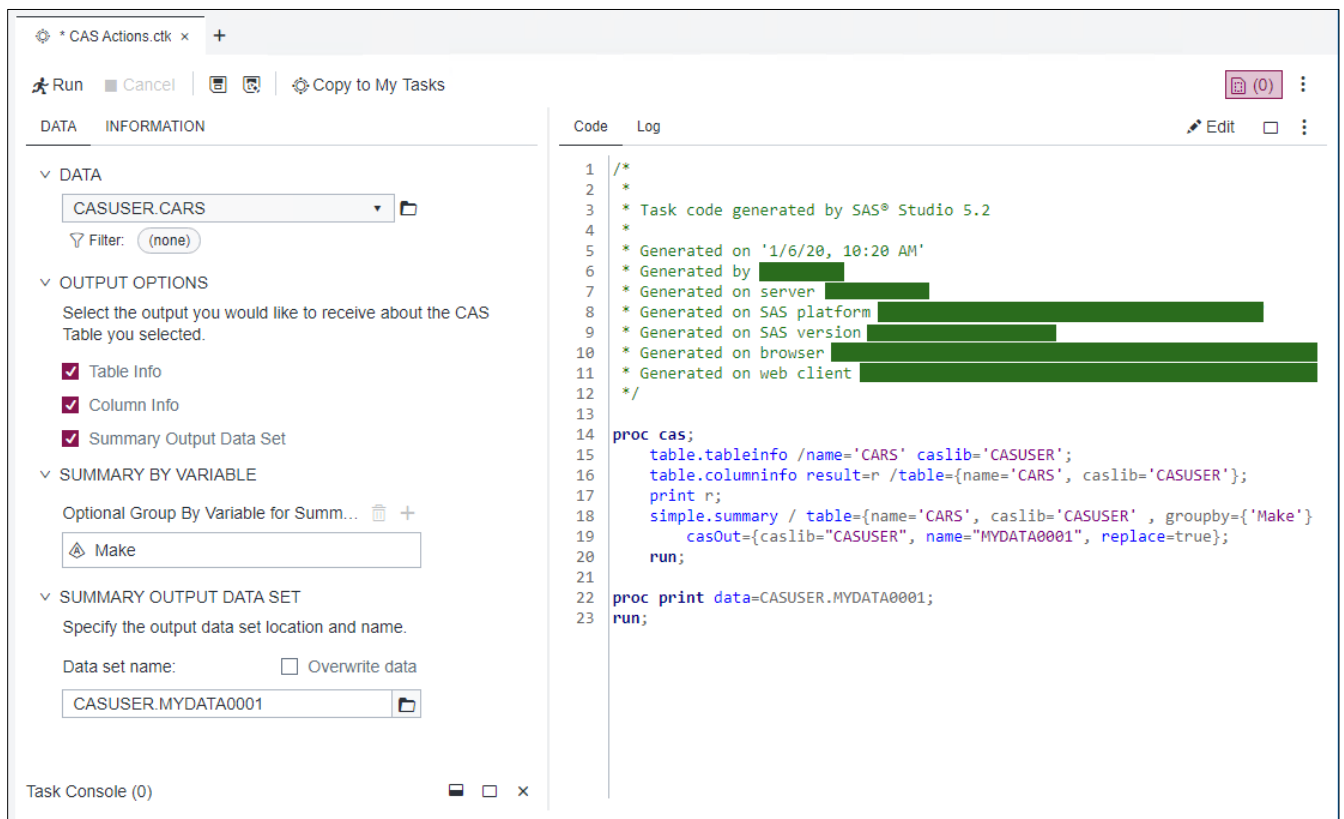 * CAS Actions.ctk × +
Run Cancel Copy to My Tasks (0)
DATA INFORMATION
DATA
CASUSER.CARS
Filter: (none)
OUTPUT OPTIONS
Select the output you would like to receive about the CAS
Table you selected.
Table Info
Column Info
Summary Output Data Set
SUMMARY BY VARIABLE
Optional Group By Variable for Summ...
Make
SUMMARY OUTPUT DATA SET
Specify the output data set location and name.
Data set name: Overwrite data
CASUSER.MYDATA0001
Task Console (0)
Code Log Edit
1 /*
2 *
3 * Task code generated by SAS® Studio 5.2
4 *
5 * Generated on '1/6/20, 10:20 AM'
6 * Generated by
7 * Generated on server
8 * Generated on SAS platform
9 * Generated on SAS version
10 * Generated on browser
11 * Generated on web client
12 */
13
14 proc cas;
15 table.tableinfo /name='CARS' caslib='CASUSER';
16 table.columninfo result=r /table={name='CARS', caslib='CASUSER'};
17 print r;
18 simple.summary / table={name='CARS', caslib='CASUSER' , groupby={'Make'}
19 casOut={caslib="CASUSER", name="MYDATA0001", replace=true};
20 run;
21
22 proc print data=CASUSER.MYDATA0001;
23 run;